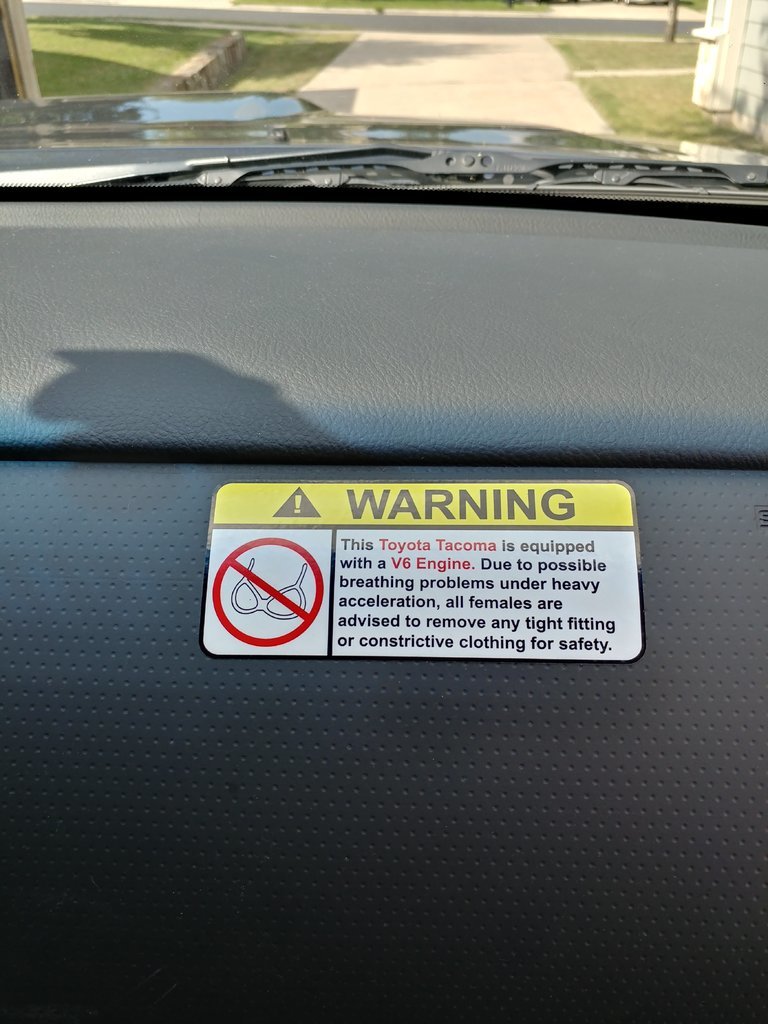 WARNING
This Toyota Tacoma is equipped
with a V6 Engine. Due to possible
breathing problems under heavy
acceleration, all females are
advised to remove any tight fitting
or constrictive clothing for safety.